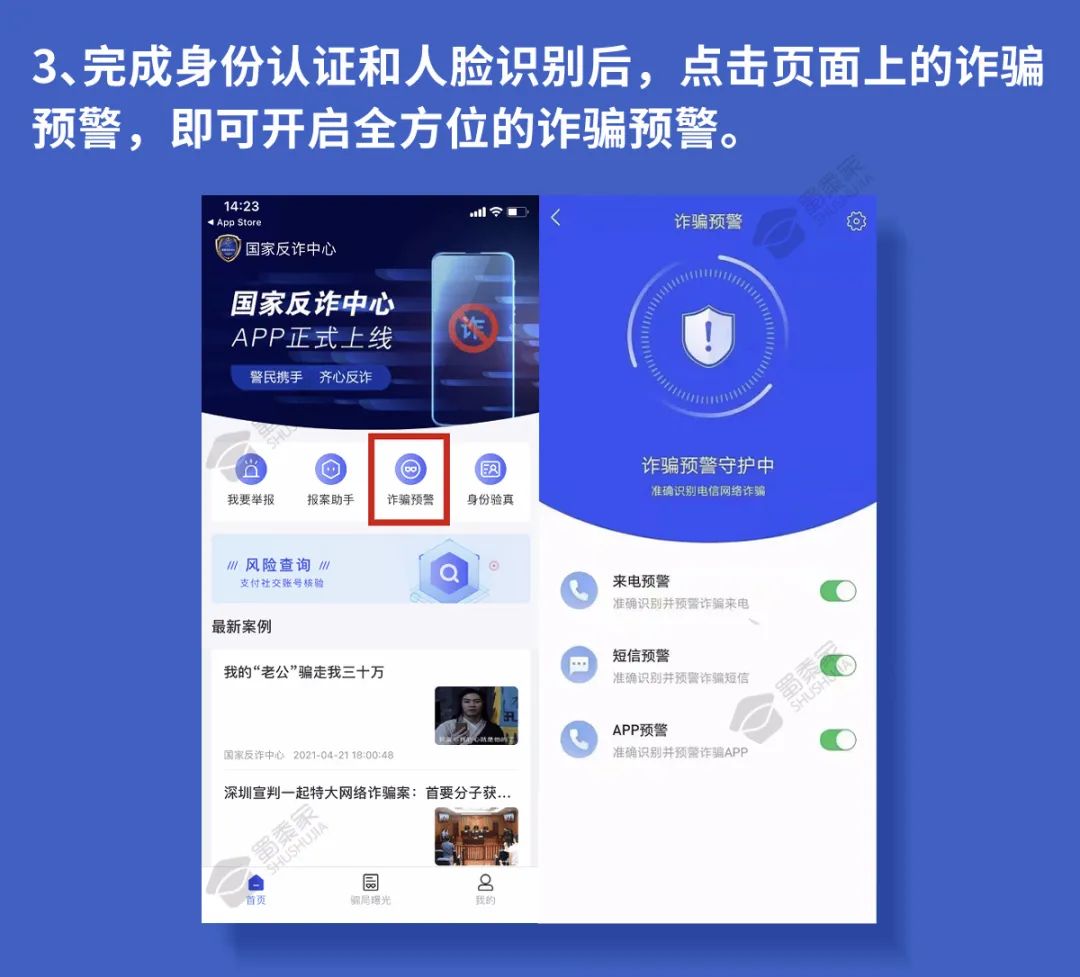 3、完成身份认证和人脸识别后，点击页面上的诈骗
预警，即可开启全方位的诈骗预警。
14:23
App Store
国家反诈中心
国家反诈中心
APP正式上线
警民携手 齐心反诈
诈
我要举报
报案助手
诈骗预警
身份验真
/// 风险查询 ///
支付社交账号核验
最新案例
我的“老公”骗走我三十万
国家反诈中心 2021-04-21 18:00:48
深圳宣判一起特大网络诈骗案：首要分子获...
首页
骗局曝光
我的
诈骗预警
诈骗预警守护中
准确识别电信网络诈骗
来电预警
准确识别并预警诈骗来电
短信预警
准确识别并预警诈骗短信
APP预警
准确识别并预警诈骗APP
蜀黍家
SHUSHUJIA
蜀黍家
SHUSHUJIA
蜀黍家
SHUSHUJIA